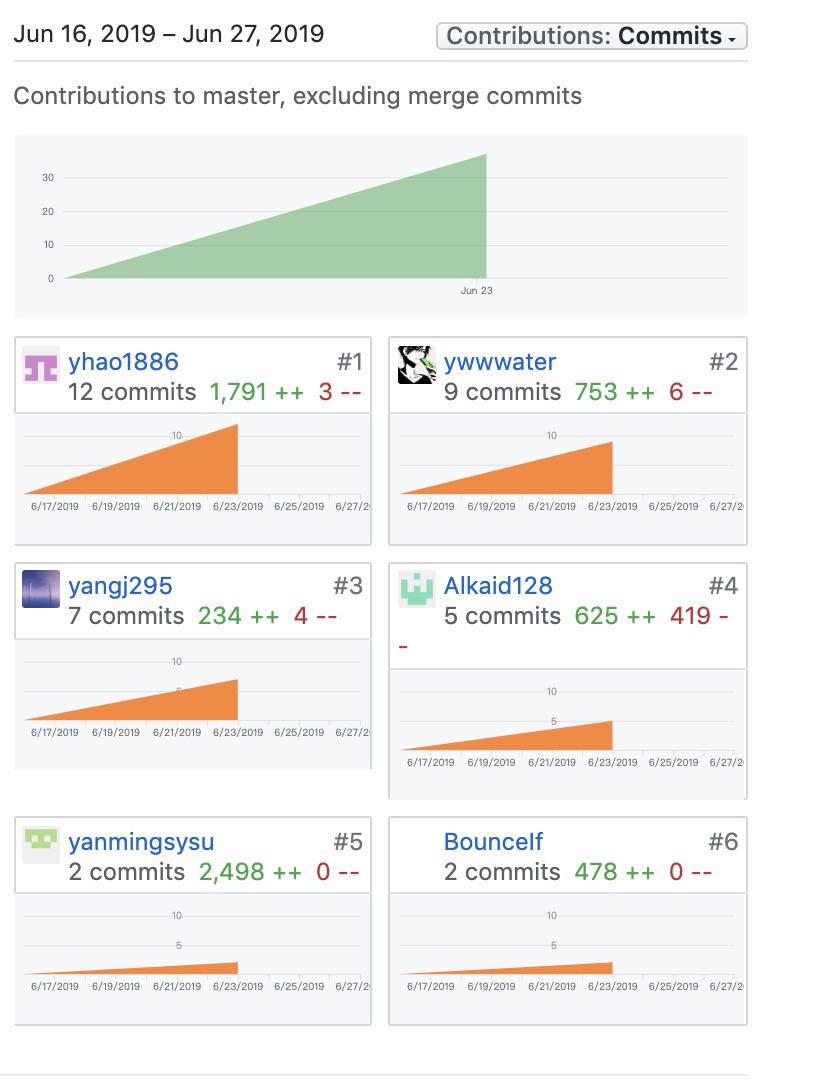 Jun 16, 2019 – Jun 27, 2019
Contributions: Commits
Contributions to master, excluding merge commits
30
20
10
0
Jun 23
yhao1886 #1
12 commits 1,791 ++ 3 --
10
6/17/2019 6/19/2019 6/21/2019 6/23/2019 6/25/2019 6/27/2
ywwwater #2
9 commits 753 ++ 6 --
10
6/17/2019 6/19/2019 6/21/2019 6/23/2019 6/25/2019 6/27/2
yangj295 #3
7 commits 234 ++ 4 --
10
6/17/2019 6/19/2019 6/21/2019 6/23/2019 6/25/2019 6/27/2
Alkaid128 #4
5 commits 625 ++ 419 -
-
10
5
6/17/2019 6/19/2019 6/21/2019 6/23/2019 6/25/2019 6/27/2
yanmingsysu #5
2 commits 2,498 ++ 0 --
10
5
6/17/2019 6/19/2019 6/21/2019 6/23/2019 6/25/2019 6/27/2
Bouncelf #6
2 commits 478 ++ 0 --
10
5
6/17/2019 6/19/2019 6/21/2019 6/23/2019 6/25/2019 6/27/2